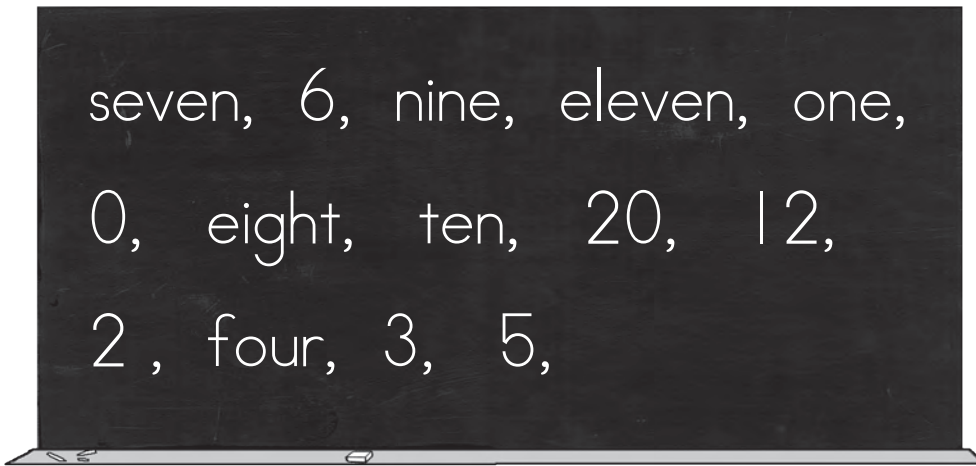 seven, 6, nine, eleven, one,
0, eight, ten, 20, 12,
2 , four, 3, 5,